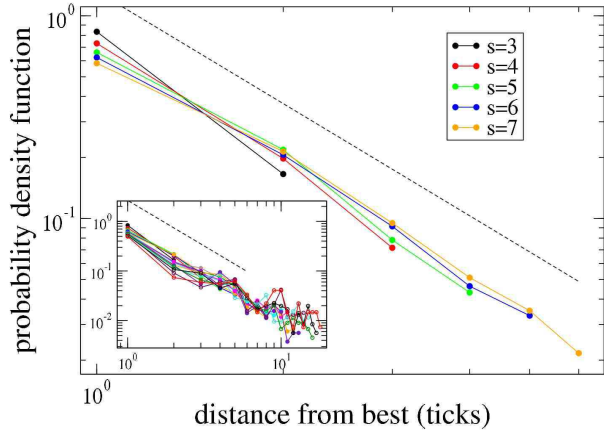 10^0
10^-1
probability density function
s=3
s=4
s=5
s=6
s=7
10^0
10^-1
10^-2
10^0
10^1
10^0
distance from best (ticks)